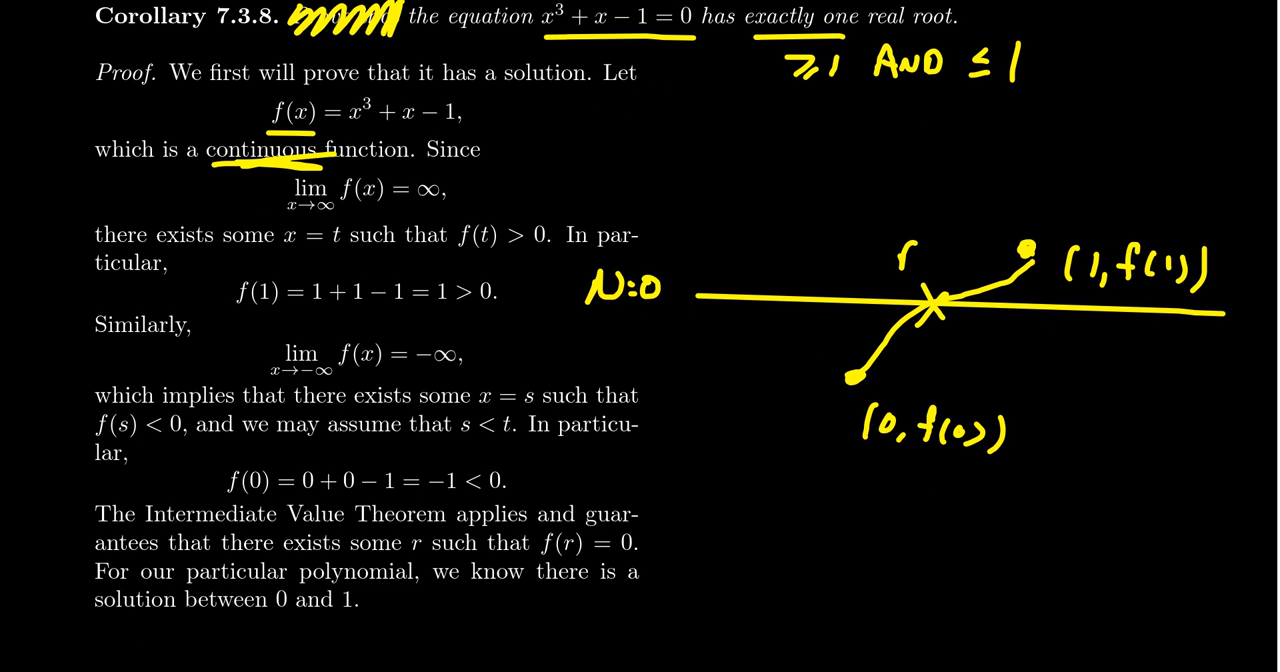 Corollary 7.3.8. the equation x³ + x − 1 = 0 has exactly one real root.
≥1 AND ≤1
Proof. We first will prove that it has a solution. Let
f(x) = x³ + x − 1,
which is a continuous function. Since
lim x→∞ f(x) = ∞,
there exists some x = t such that f(t) > 0. In par-
ticular,
f(1) = 1 + 1 − 1 = 1 > 0.
Similarly,
lim x→−∞ f(x) = −∞,
which implies that there exists some x = s such that
f(s) < 0, and we may assume that s < t. In particu-
lar,
f(0) = 0 + 0 − 1 = −1 < 0.
The Intermediate Value Theorem applies and guar-
antees that there exists some r such that f(r) = 0.
For our particular polynomial, we know there is a
solution between 0 and 1.
r
(1, f(1))
N=0
(0, f(0))